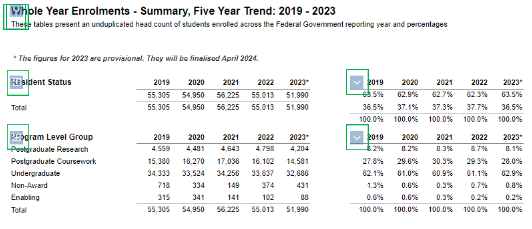 Whole Year Enrolments - Summary, Five Year Trend: 2019 - 2023
These tables present an unduplicated head count of students enrolled across the Federal Government reporting year and percentages
* The figures for 2023 are provisional. They will be finalised April 2024.
Resident Status 2019 2020 2021 2022 2023* 2019 2020 2021 2022 2023*
55,305 54,950 56,225 55,013 51,990 63.5% 62.9% 62.7% 62.3% 63.5%
Total 55,305 54,950 56,225 55,013 51,990 36.5% 37.1% 37.3% 37.7% 36.5%
100.0% 100.0% 100.0% 100.0% 100.0%
Program Level Group 2019 2020 2021 2022 2023* 2019 2020 2021 2022 2023*
Postgraduate Research 4,559 4,481 4,643 4,798 4,204 8.2% 8.2% 8.3% 8.7% 8.1%
Postgraduate Coursework 15,380 16,270 17,036 16,102 14,581 27.8% 29.6% 30.3% 29.3% 28.0%
Undergraduate 34,333 33,524 34,256 33,637 32,686 62.1% 61.0% 60.9% 61.1% 62.9%
Non-Award 718 334 149 374 431 1.3% 0.6% 0.3% 0.7% 0.8%
Enabling 315 341 141 102 88 0.6% 0.6% 0.3% 0.2% 0.2%
Total 55,305 54,950 56,225 55,013 51,990 100.0% 100.0% 100.0% 100.0% 100.0%